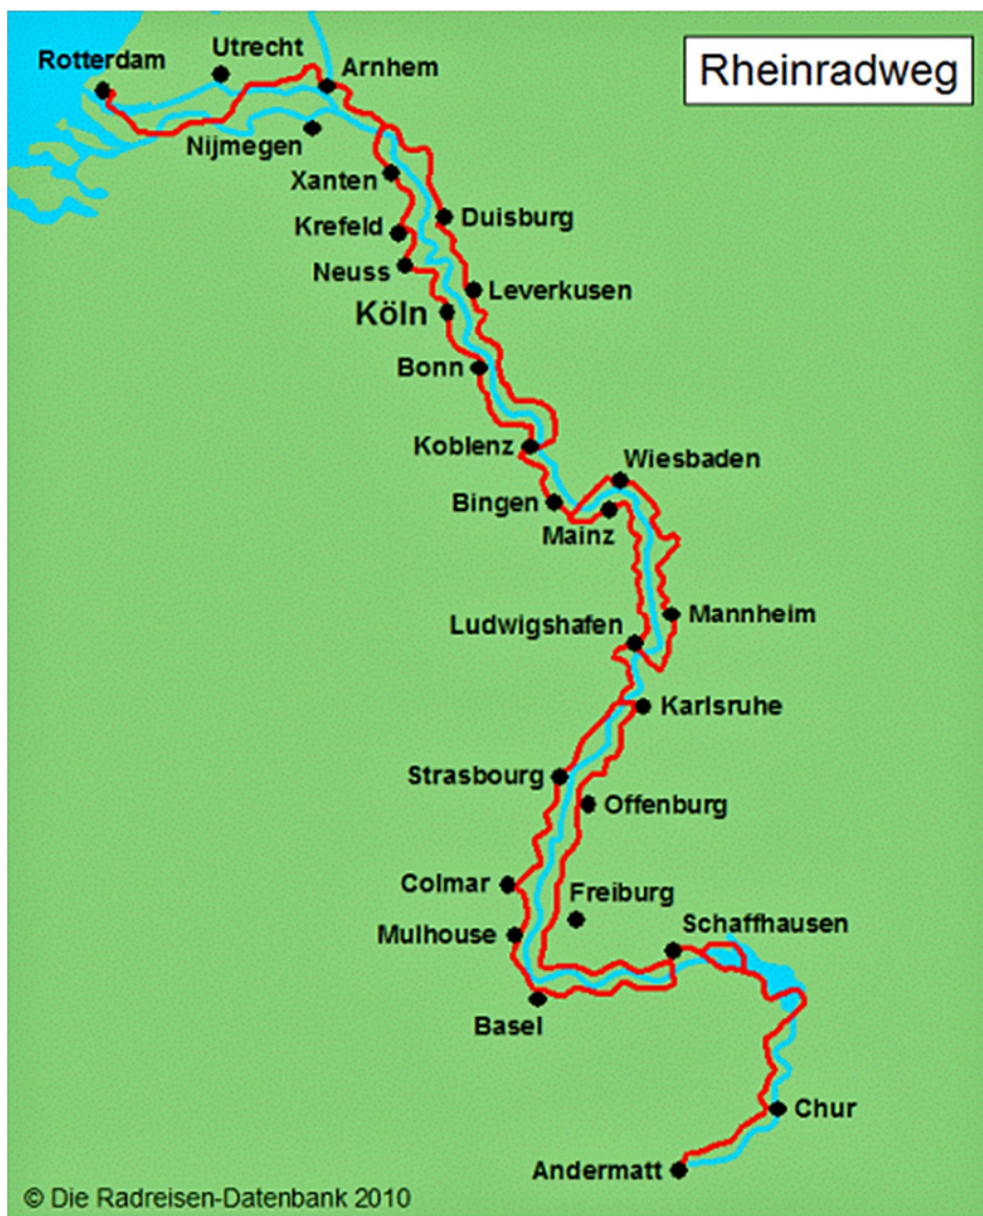 Rheinradweg
Utrecht
Rotterdam
Arnhem
Nijmegen
Xanten
Duisburg
Krefeld
Neuss
Leverkusen
Köln
Bonn
Koblenz
Wiesbaden
Bingen
Mainz
Mannheim
Ludwigshafen
Karlsruhe
Strasbourg
Offenburg
Colmar
Freiburg
Schaffhausen
Mulhouse
Basel
Chur
Andermatt
© Die Radreisen-Datenbank 2010